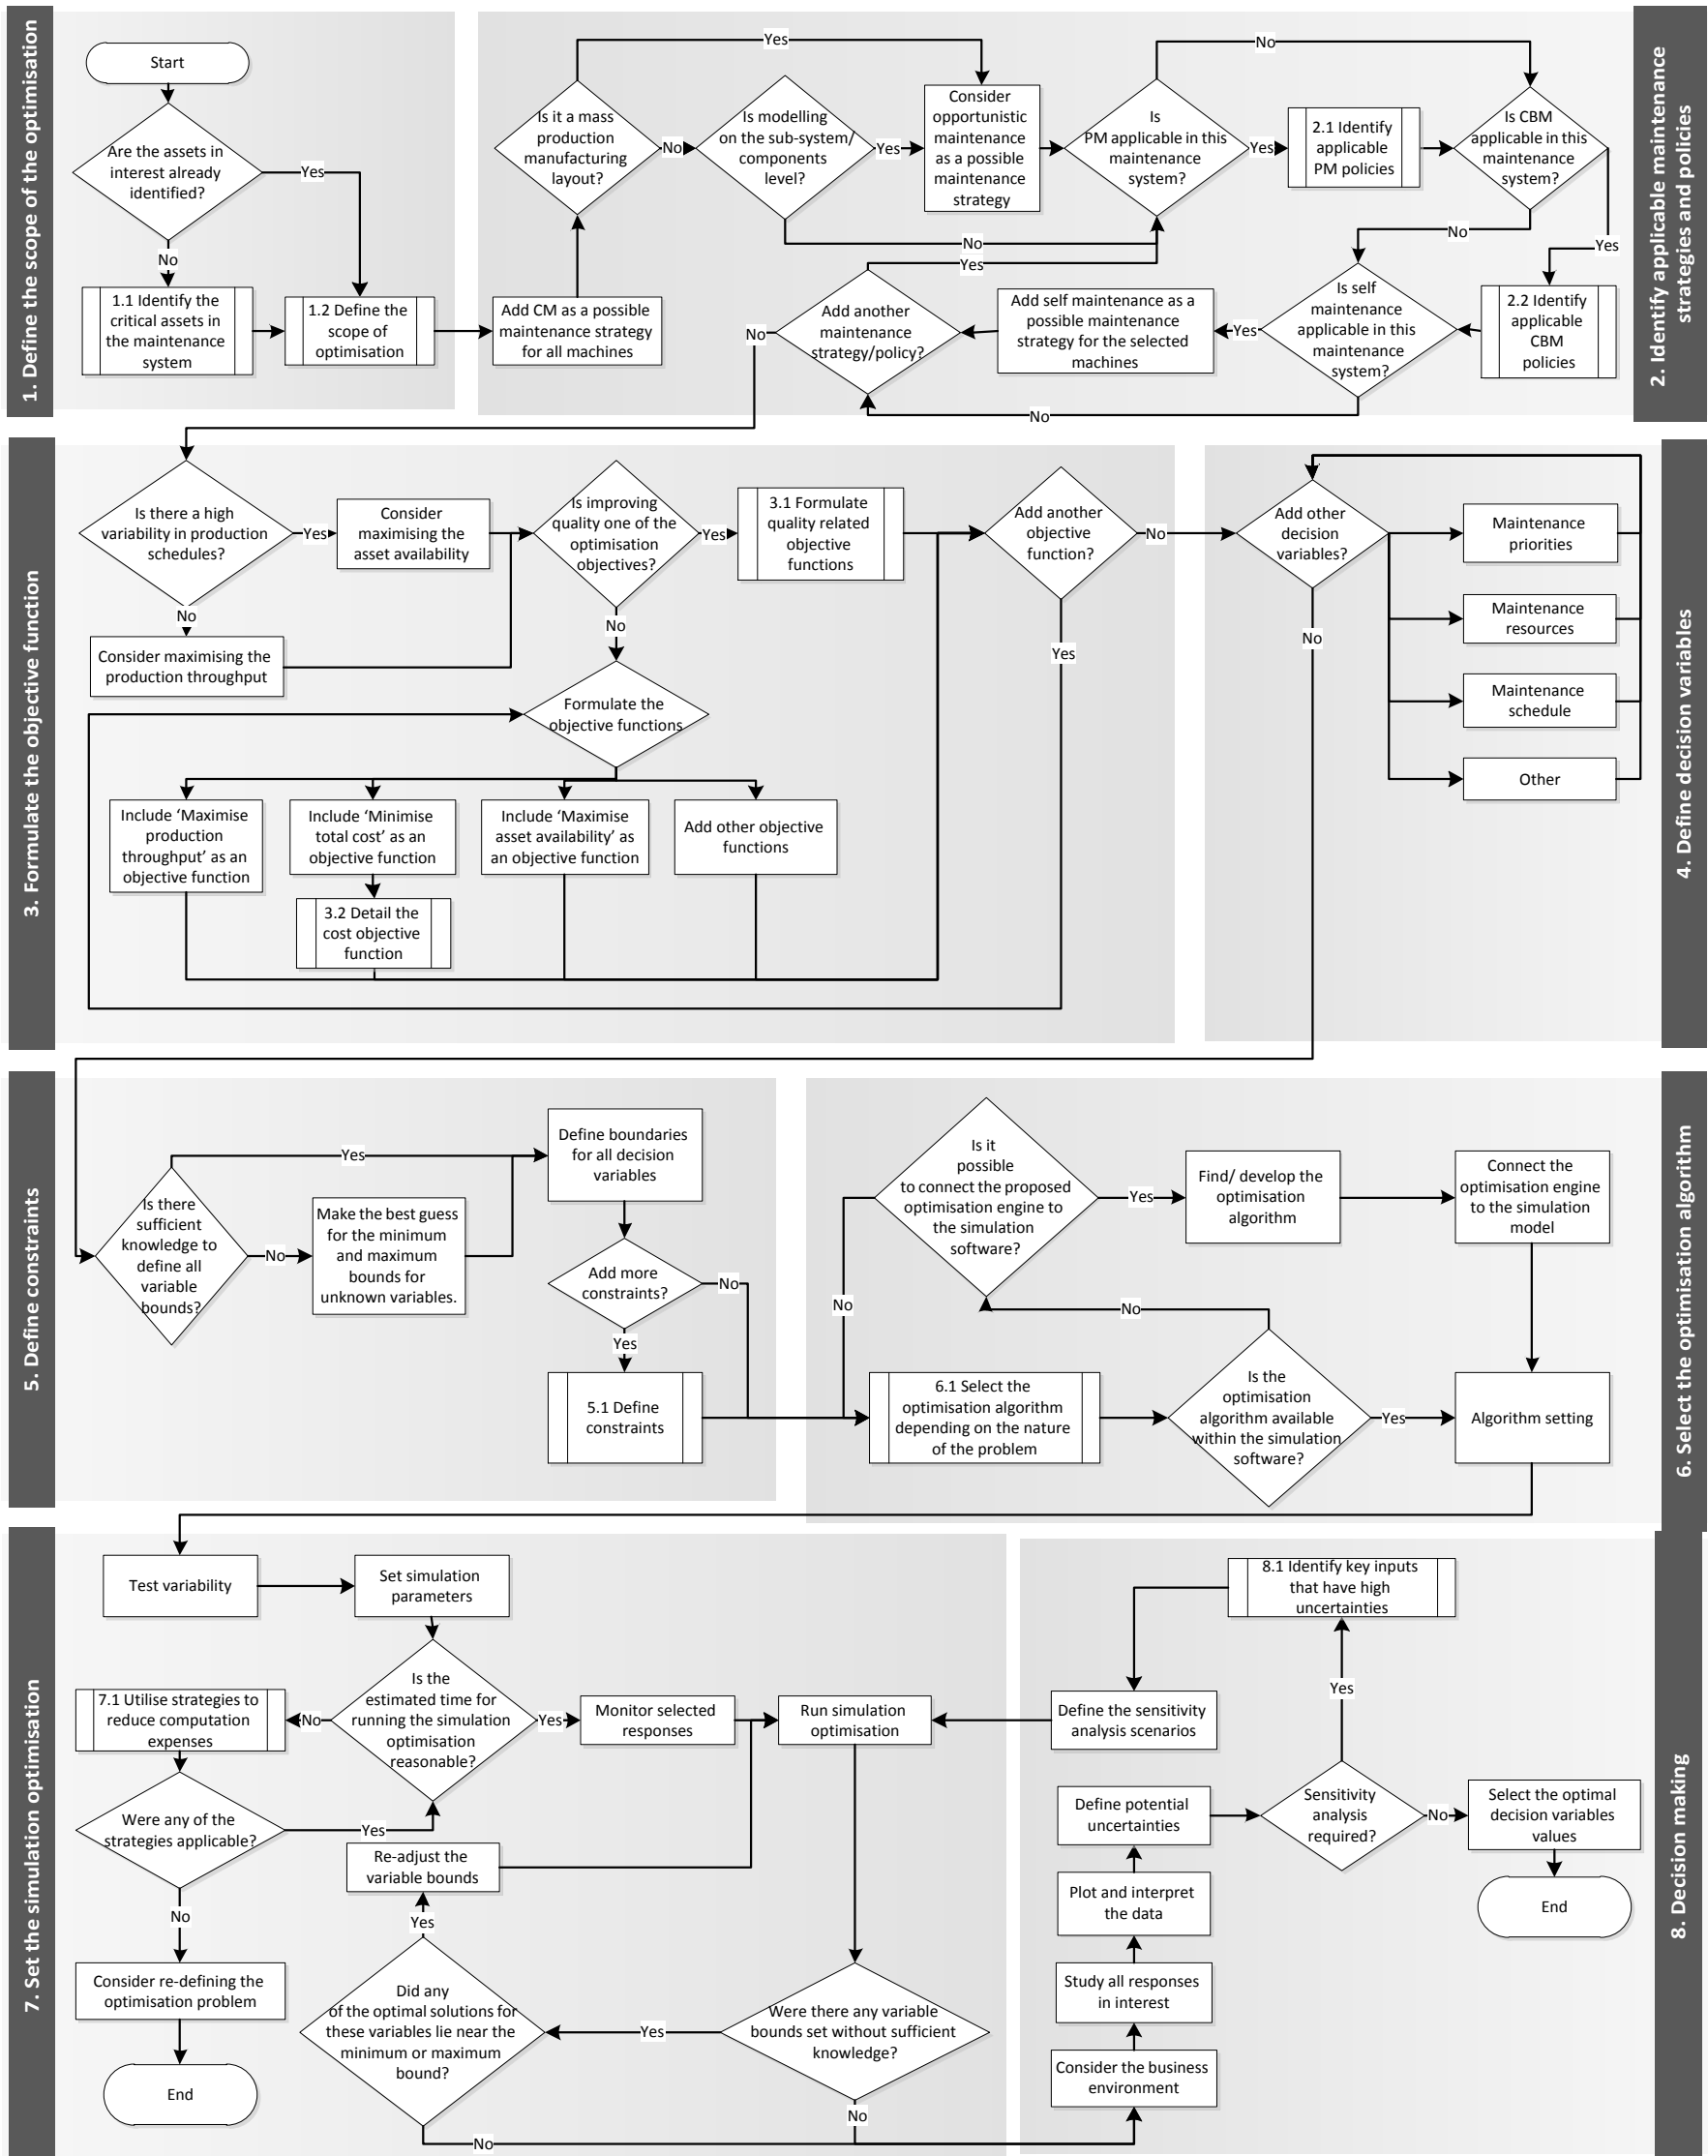 1. Define the scope of the optimisation
Start
Are the assets in
interest already
identified?
Yes
No
1.1 Identify the
critical assets in
the maintenance
system
1.2 Define the
scope of
optimisation
2. Identify applicable maintenance
strategies and policies
Yes
Is it a mass
production
manufacturing
layout?
No
Is modelling
on the sub-system/
components
level?
Yes
No
Consider
opportunistic
maintenance
as a possible
maintenance
strategy
Is
PM applicable in this
maintenance
system?
No
Yes
2.1 Identify
applicable
PM policies
Is CBM
applicable in this
maintenance
system?
No
Yes
2.2 Identify
applicable
CBM
policies
Is self
maintenance
applicable in this
maintenance
system?
Yes
No
Add self maintenance as a
possible maintenance
strategy for the selected
machines
Add another
maintenance
strategy/policy?
Yes
No
Add CM as a possible
maintenance strategy
for all machines
3. Formulate the objective function
Is there a high
variability in production
schedules?
Yes
No
Consider
maximising the
asset availability
Consider maximising the
production throughput
Is improving
quality one of the
optimisation
objectives?
Yes
No
3.1 Formulate
quality related
objective
functions
Add another
objective
function?
No
Yes
Formulate the
objective functions
Include ‘Maximise
production
throughput’ as an
objective function
Include ‘Minimise
total cost’ as an
objective function
3.2 Detail the
cost objective
function
Include ‘Maximise
asset availability’ as
an objective function
Add other objective
functions
4. Define decision variables
Add other
decision
variables?
No
Maintenance
priorities
Maintenance
resources
Maintenance
schedule
Other
5. Define constraints
Is there
sufficient
knowledge to
define all
variable
bounds?
Yes
No
Make the best guess
for the minimum
and maximum
bounds for
unknown variables.
Define boundaries
for all decision
variables
Add more
constraints?
No
Yes
5.1 Define
constraints
6. Select the optimisation algorithm
Is it
possible
to connect the proposed
optimisation engine to
the simulation
software?
Yes
No
Find/ develop the
optimisation
algorithm
Connect the
optimisation engine
to the simulation
model
6.1 Select the
optimisation algorithm
depending on the nature
of the problem
Is the
optimisation
algorithm available
within the simulation
software?
No
Yes
Algorithm setting
7. Set the simulation optimisation
Test variability
Set simulation
parameters
Is the
estimated time for
running the simulation
optimisation
reasonable?
No
Yes
7.1 Utilise strategies to
reduce computation
expenses
Monitor selected
responses
Run simulation
optimisation
Were any of the
strategies applicable?
Yes
No
Re-adjust the
variable bounds
Yes
Consider re-defining the
optimisation problem
End
Did any
of the optimal solutions for
these variables lie near the
minimum or maximum
bound?
No
Yes
Were there any variable
bounds set without sufficient
knowledge?
No
8. Decision making
8.1 Identify key inputs
that have high
uncertainties
Yes
Define the sensitivity
analysis scenarios
Define potential
uncertainties
Sensitivity
analysis
required?
No
Select the optimal
decision variables
values
End
Plot and interpret
the data
Study all responses
in interest
Consider the business
environment